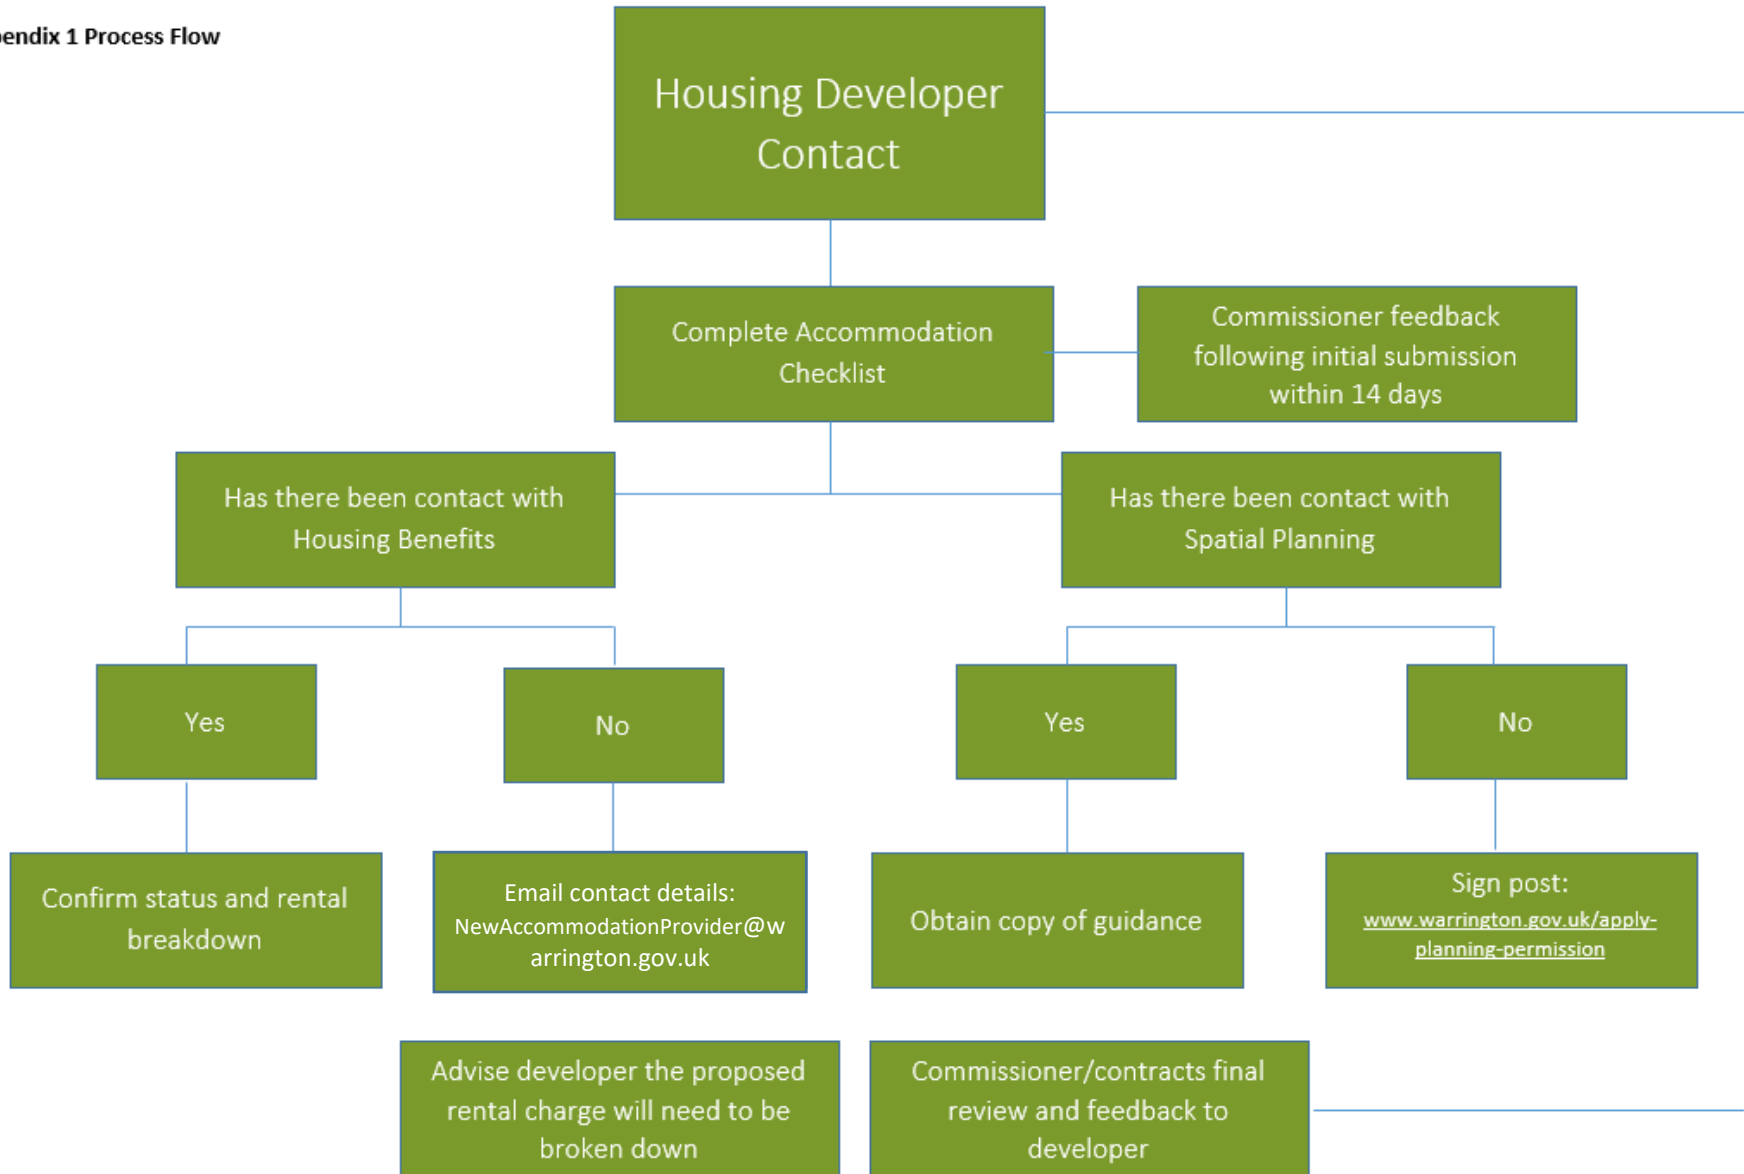 pendix 1 Process Flow
Housing Developer
Contact
Complete Accommodation
Checklist
Commissioner feedback
following initial submission
within 14 days
Has there been contact with
Housing Benefits
Has there been contact with
Spatial Planning
Yes
No
Yes
No
Confirm status and rental
breakdown
Email contact details:
NewAccommodationProvider@w
arrington.gov.uk
Obtain copy of guidance
Sign post:
www.warrington.gov.uk/apply-
planning-permission
Advise developer the proposed
rental charge will need to be
broken down
Commissioner/contracts final
review and feedback to
developer